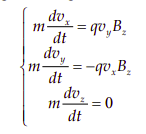 m dv_x/dt = qv_yB_z
m dv_y/dt = -qv_xB_z
m dv_z/dt = 0